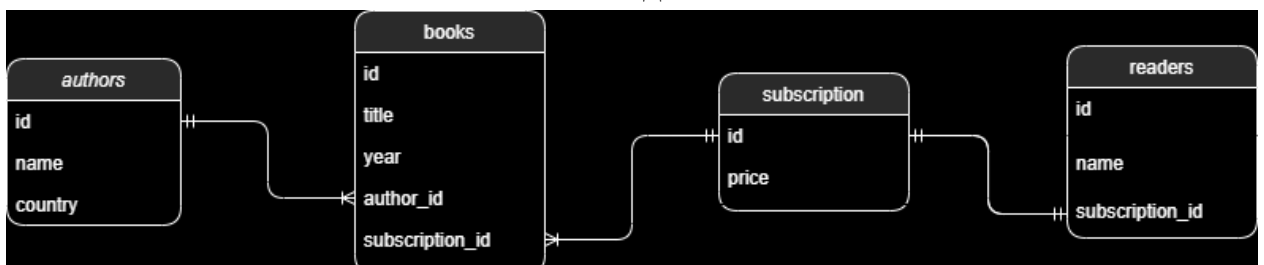 authors
id
name
country
books
id
title
year
author_id
subscription_id
subscription
id
price
readers
id
name
subscription_id